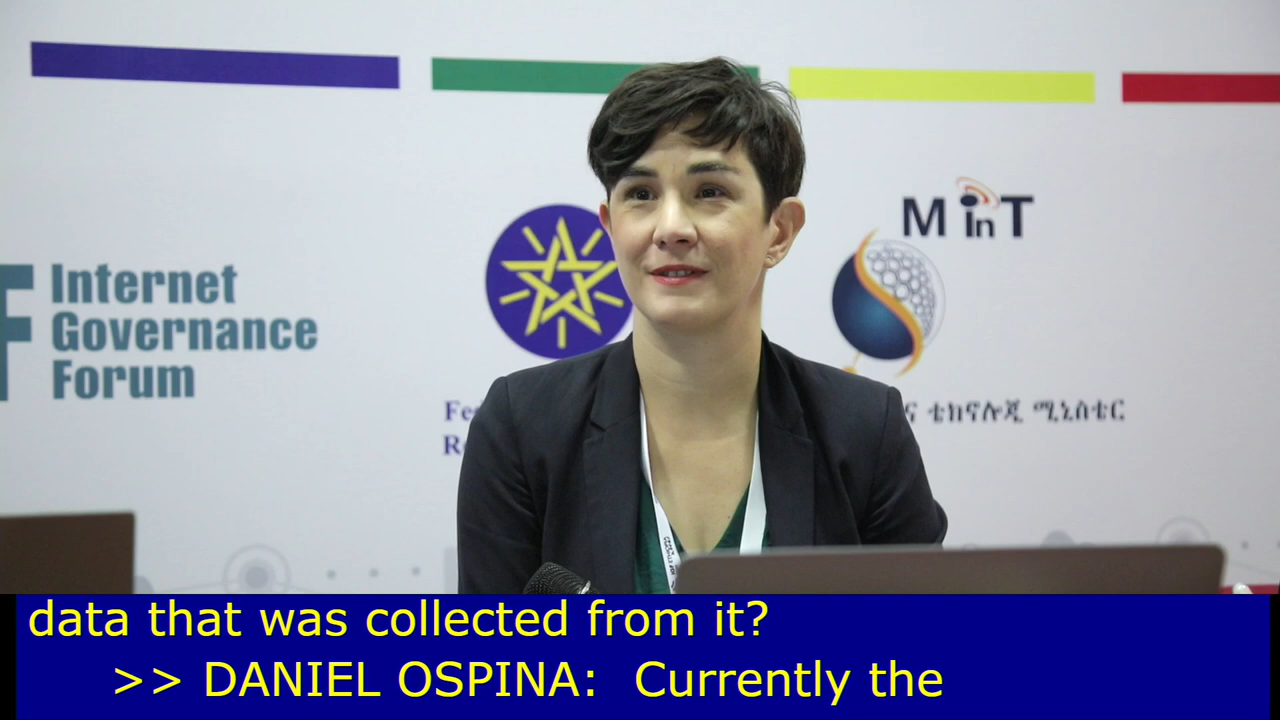 M in T
Internet
Governance
Forum
ና ቴክኖሎጂ ሚኒስቴር
data that was collected from it?
>> DANIEL OSPINA: Currently the